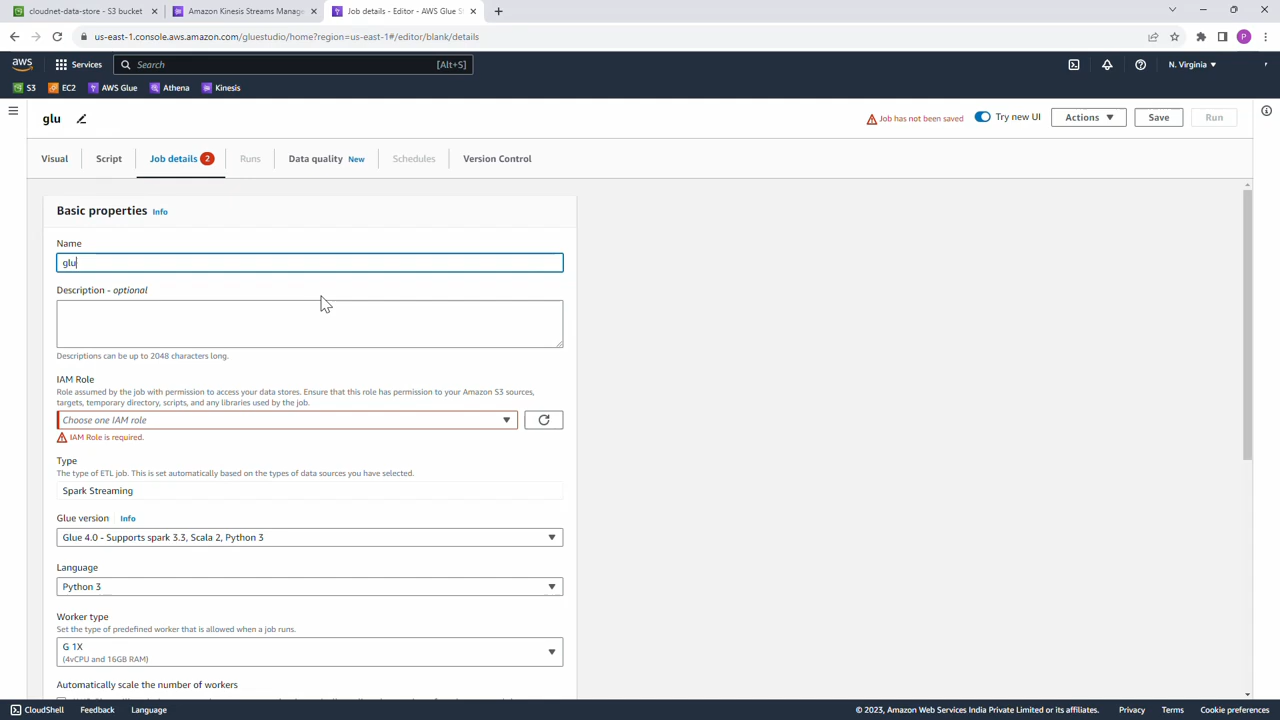 cloudnet-data-store - S3 bucket
Amazon Kinesis Streams Manage
Job details - Editor - AWS Glue S
us-east-1.console.aws.amazon.com/gluestudio/home?region=us-east-1#/editor/blank/details
P
aws Services Search [Alt+S] N. Virginia
S3 EC2 AWS Glue Athena Kinesis
glu
Job has not been saved Try new UI Actions Save Run
Visual Script Job details 2 Runs Data quality New Schedules Version Control
Basic properties Info
Name
glu
Description - optional
Descriptions can be up to 2048 characters long.
IAM Role
Role assumed by the job with permission to access your data stores. Ensure that this role has permission to your Amazon S3 sources,
targets, temporary directory, scripts, and any libraries used by the job.
Choose one IAM role
IAM Role is required.
Type
The type of ETL job. This is set automatically based on the types of data sources you have selected.
Spark Streaming
Glue version Info
Glue 4.0 - Supports spark 3.3, Scala 2, Python 3
Language
Python 3
Worker type
Set the type of predefined worker that is allowed when a job runs.
G 1X
(4vCPU and 16GB RAM)
Automatically scale the number of workers
CloudShell Feedback Language © 2023, Amazon Web Services India Private Limited or its affiliates. Privacy Terms Cookie preferences